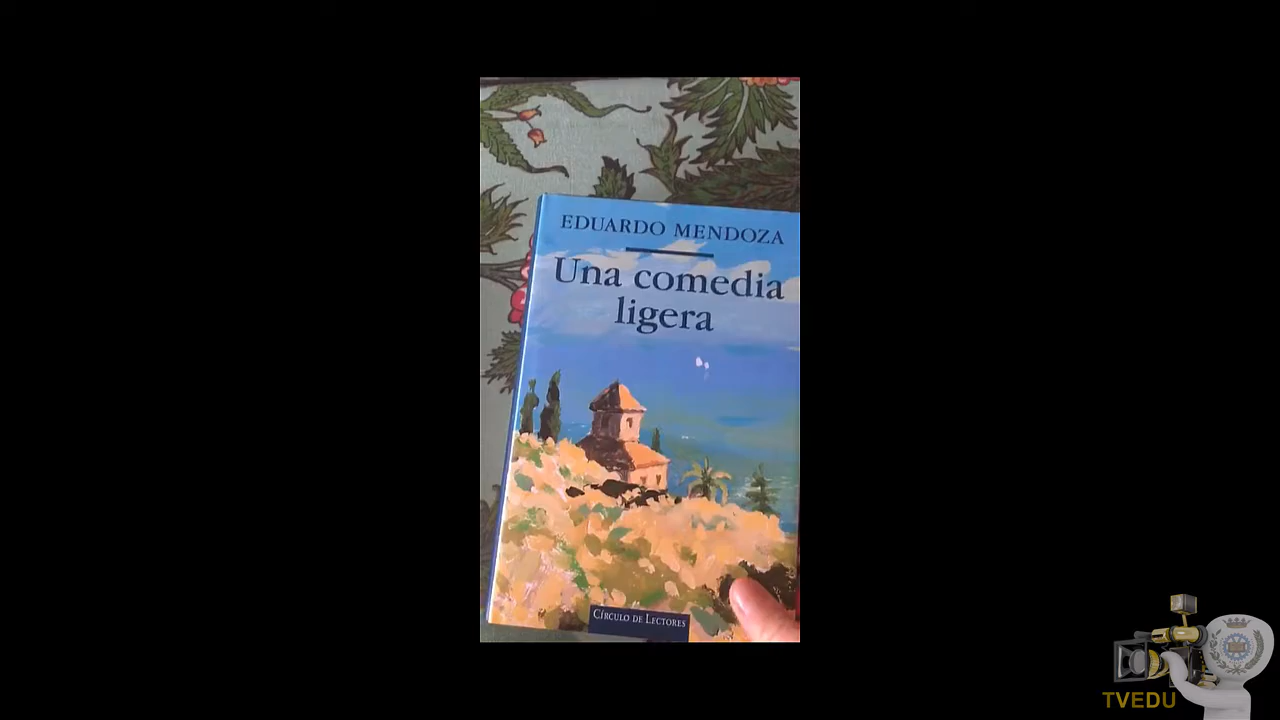 EDUARDO MENDOZA
Una comedia
ligera
CÍRCULO DE LECTORES
TVEDU